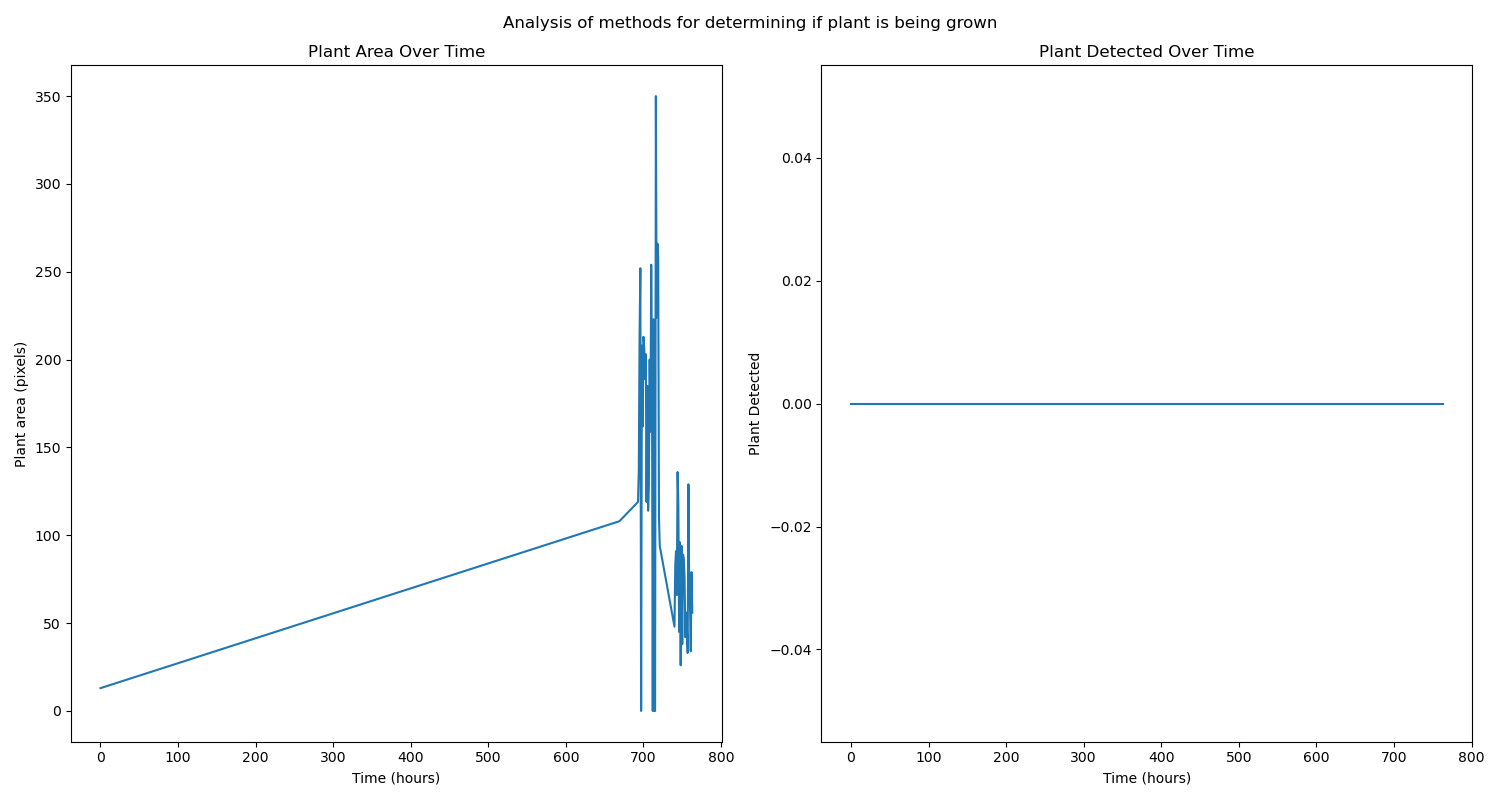 Analysis of methods for determining if plant is being grown
Plant Area Over Time
350
300
250
200
150
100
50
0
Plant area (pixels)
0 100 200 300 400 500 600 700 800
Time (hours)
Plant Detected Over Time
0.04
0.02
0.00
−0.02
−0.04
Plant Detected
0 100 200 300 400 500 600 700 800
Time (hours)